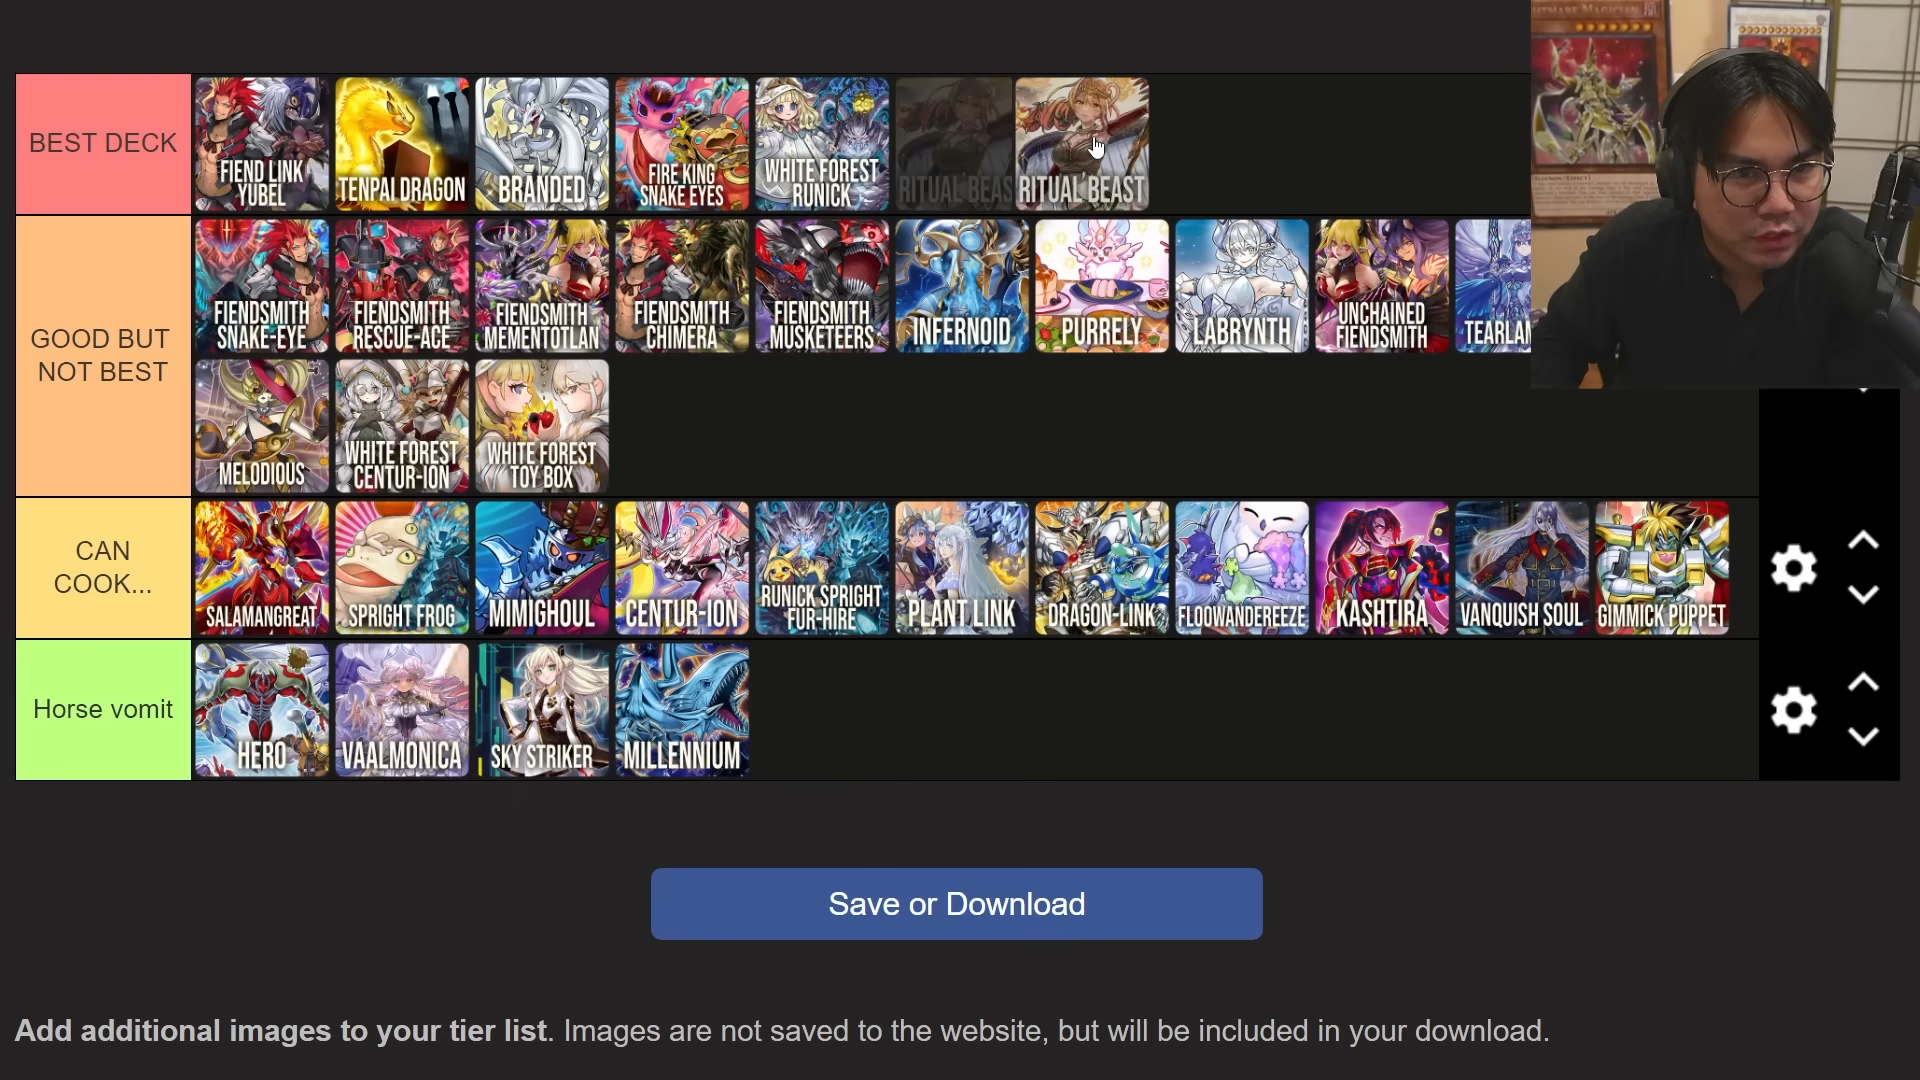 NIGHTMARE MAGICIAN
BEST DECK
FIEND LINK
YUBEL
TENPAI DRAGON
BRANDED
FIRE KING
SNAKE EYES
WHITE FOREST
RUNICK
RITUAL BEAS
RITUAL BEAST
GOOD BUT
NOT BEST
FIENDSMITH
SNAKE-EYE
FIENDSMITH
RESCUE-ACE
FIENDSMITH
MEMENTOTLAN
FIENDSMITH
CHIMERA
FIENDSMITH
MUSKETEERS
INFERNOID
PURRELY
LABRYNTH
UNCHAINED
FIENDSMITH
TEARLAM
MELODIOUS
WHITE FOREST
CENTUR-ION
WHITE FOREST
TOY BOX
CAN
COOK...
SALAMANGREAT
SPRIGHT FROG
MIMIGHOUL
CENTUR-ION
RUNICK SPRIGHT
FUR-HIRE
PLANT LINK
DRAGON-LINK
FLOOWANDEREEZE
KASHTIRA
VANQUISH SOUL
GIMMICK PUPPET
Horse vomit
HERO
VAALMONICA
SKY STRIKER
MILLENNIUM
Save or Download
Add additional images to your tier list. Images are not saved to the website, but will be included in your download.